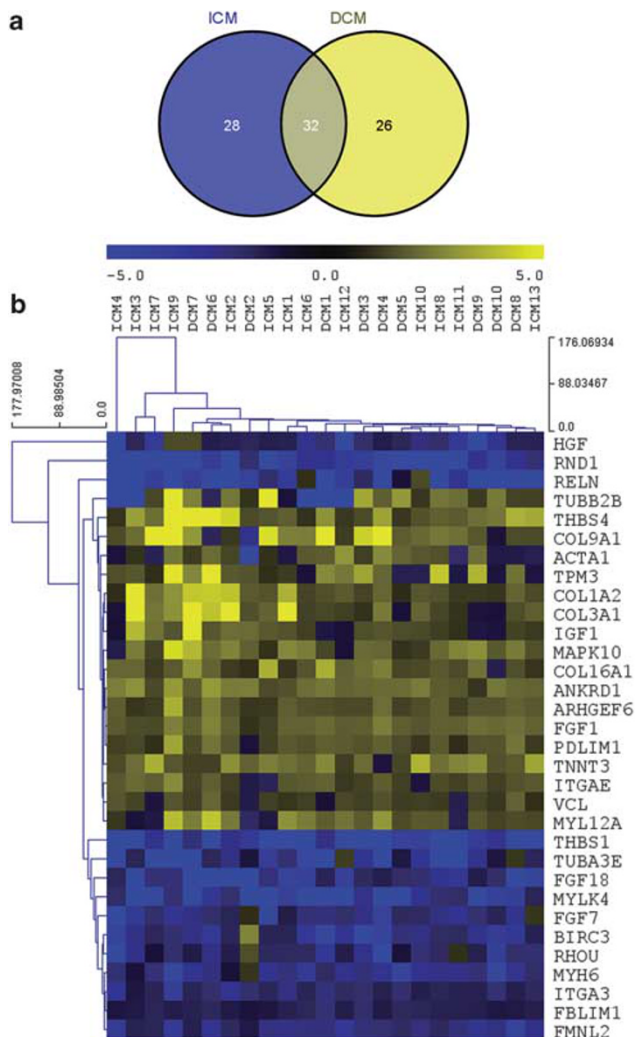 a
ICM DCM
28 32 26
-5.0 0.0 5.0
b
ICM4 ICM3 ICM7 ICM9 DCM7 DCM6 ICM2 DCM2 ICM5 ICM1 ICM6 DCM1 ICM12 DCM3 DCM4 DCM5 ICM10 ICM8 ICM11 DCM9 DCM10 DCM8 ICM13
176.06934
88.03467
0.0
177.97008 88.98504 0.0
HGF
RND1
RELN
TUBB2B
THBS4
COL9A1
ACTA1
TPM3
COL1A2
COL3A1
IGF1
MAPK10
COL16A1
ANKRD1
ARHGEF6
FGF1
PDLIM1
TNNT3
ITGAE
VCL
MYL12A
THBS1
TUBA3E
FGF18
MYLK4
FGF7
BIRC3
RHOU
MYH6
ITGA3
FBLIM1
FMNL2